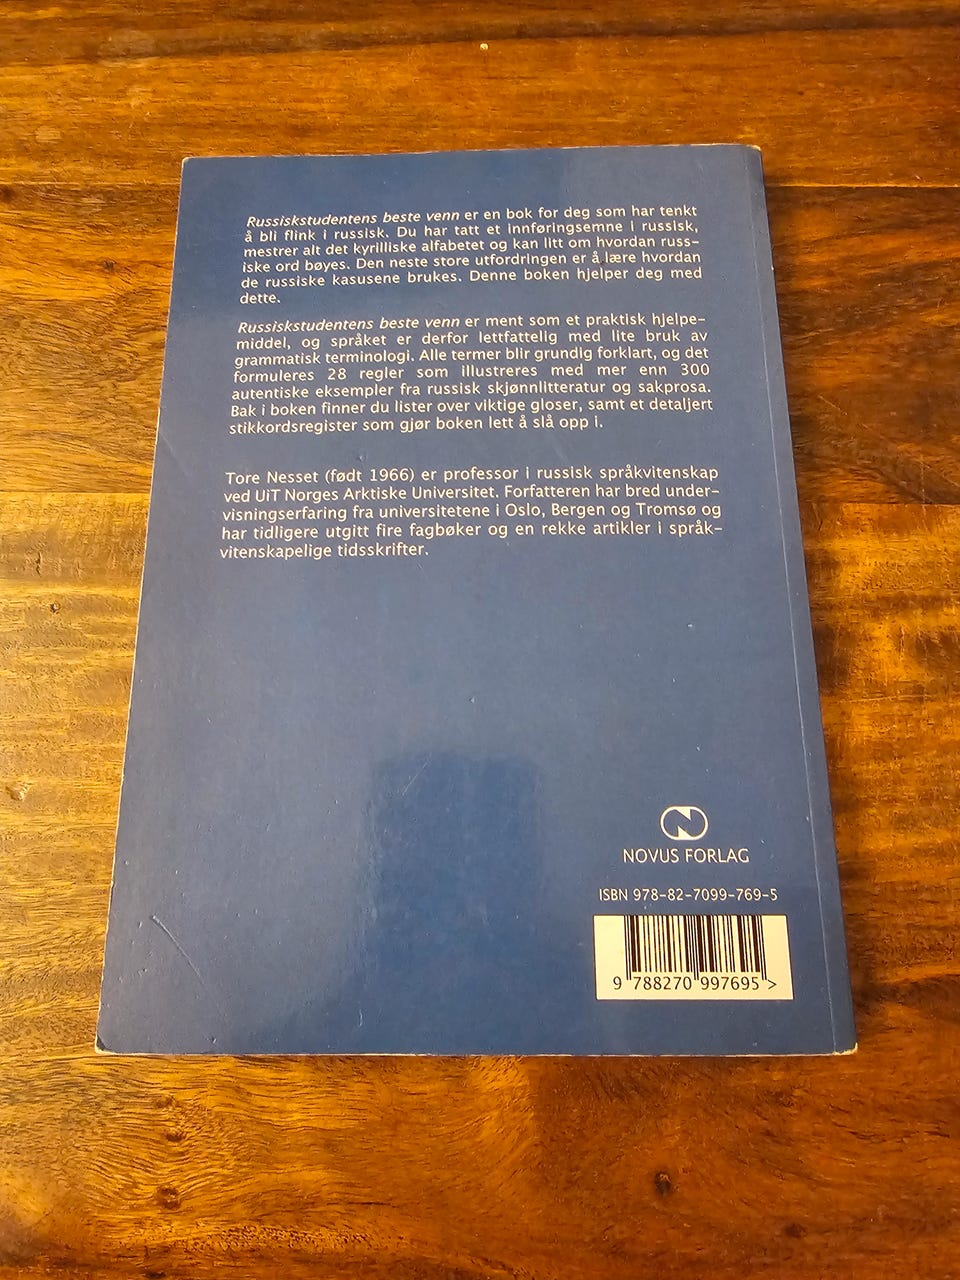 Russiskstudentens beste venn er en bok for deg som har tenkt
å bli flink i russisk. Du har tatt et innføringsemne i russisk,
mestrer alt det kyrilliske alfabetet og kan litt om hvordan russ-
iske ord bøyes. Den neste store utfordringen er å lære hvordan
de russiske kasusene brukes. Denne boken hjelper deg med
dette.
Russiskstudentens beste venn er ment som et praktisk hjelpe-
middel, og språket er derfor lettfattelig med lite bruk av
grammatisk terminologi. Alle termer blir grundig forklart, og det
formuleres 28 regler som illustreres med mer enn 300
autentiske eksempler fra russisk skjønnlitteratur og sakprosa.
Bak i boken finner du lister over viktige gloser, samt et detaljert
stikkordsregister som gjør boken lett å slå opp i.
Tore Nesset (født 1966) er professor i russisk språkvitenskap
ved UiT Norges Arktiske Universitet. Forfatteren har bred under-
visningserfaring fra universitetene i Oslo, Bergen og Tromsø og
har tidligere utgitt fire fagbøker og en rekke artikler i språk-
vitenskapelige tidsskrifter.
NOVUS FORLAG
ISBN 978-82-7099-769-5
9 788270 997695 >